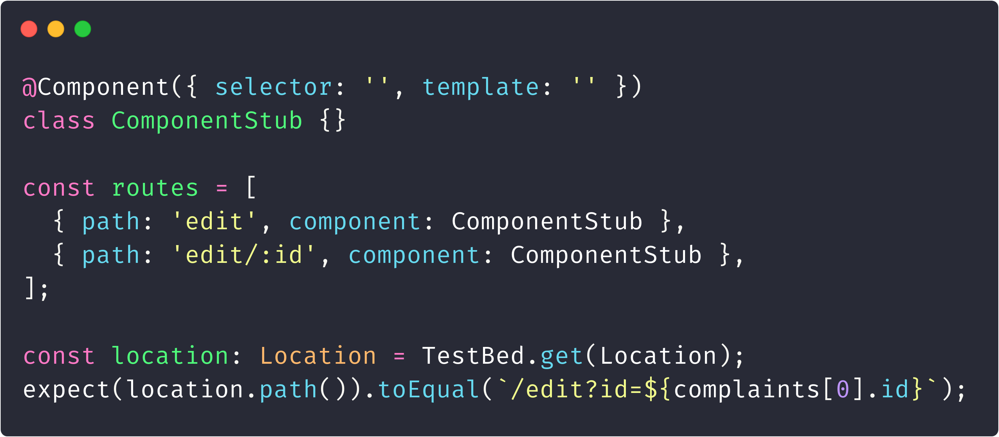 @Component({ selector: '', template: '' })
class ComponentStub {}
const routes = [
  { path: 'edit', component: ComponentStub },
  { path: 'edit/:id', component: ComponentStub },
];
const location: Location = TestBed.get(Location);
expect(location.path()).toEqual(`/edit?id=${complaints[0].id}`);